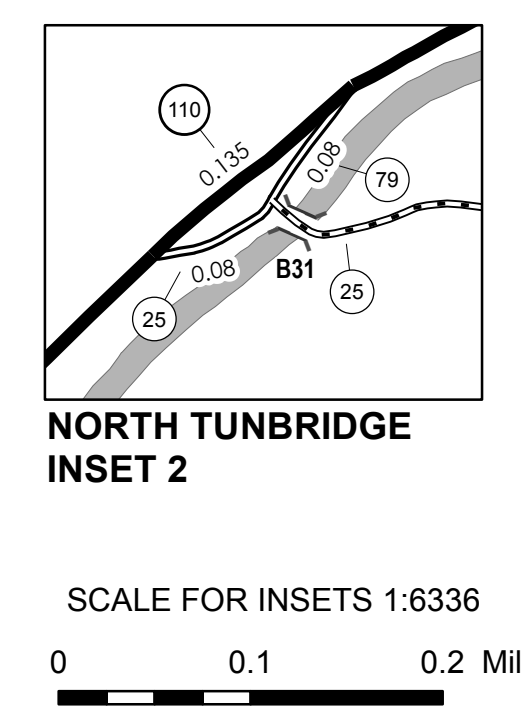 110
0.135
0.08
79
0.08
B31
25
25
NORTH TUNBRIDGE
INSET 2
SCALE FOR INSETS 1:6336
0 0.1 0.2 Mil